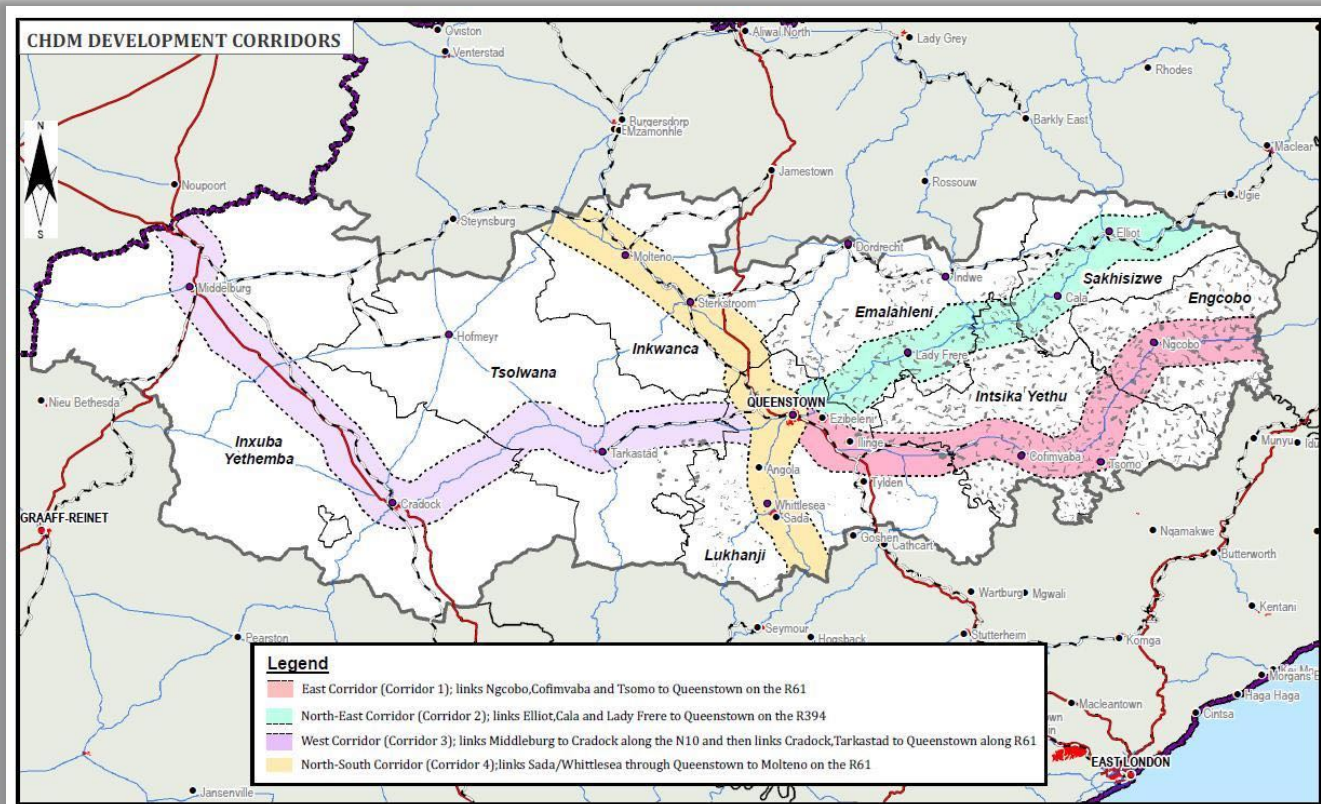 CHDM DEVELOPMENT CORRIDORS
Oviston
Venterstad
Aliwal North
Lady Grey
Rhodes
Burgersdorp
Mzamomhle
Barkly East
Maclear
N
S
Noupoort
Jamestown
Rossouw
Ugie
Steynsburg
Molteno
Dordrecht
Indwe
Elliot
Sakhisizwe
Cala
Engcobo
Middelburg
Sterkstroom
Emalahleni
Hofmeyr
Inkwanca
Lady Frere
Ngcobo
Tsolwana
Nieu Bethesda
QUEENSTOWN
Ezibeleni
Intsika Yethu
Inxuba
Yethemba
Tarkastad
Ilinge
Cofimvaba
Tsomo
Munyu
Idu
Angola
Tylden
Cradock
Whittlesea
Sada
GRAAFF-REINET
Lukhanji
Goshen
Cathcart
Nqamakwe
Butterworth
Wartburg
Mgwali
Kentani
Pearston
Seymour
Hogsback
Stutterheim
Komga
Legend
East Corridor (Corridor 1); links Ngcobo,Cofimvaba and Tsomo to Queenstown on the R61
North-East Corridor (Corridor 2); links Elliot,Cala and Lady Frere to Queenstown on the R394
West Corridor (Corridor 3); links Middleburg to Cradock along the N10 and then links Cradock,Tarkastad to Queenstown along R61
North-South Corridor (Corridor 4);links Sada/Whittlesea through Queenstown to Molteno on the R61
Morgans B
Haga Haga
Macleantown
Cintsa
EAST LONDON
Jansenville